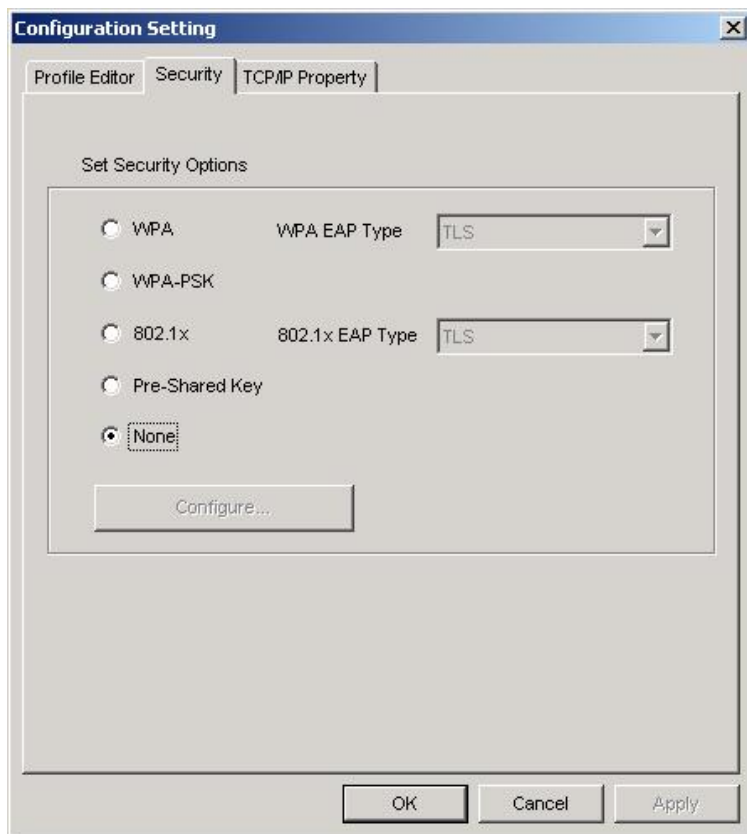 Configuration Setting
Profile Editor Security TCP/IP Property
Set Security Options
WPA WPA EAP Type TLS
WPA-PSK
802.1x 802.1x EAP Type TLS
Pre-Shared Key
None
Configure...
OK Cancel Apply